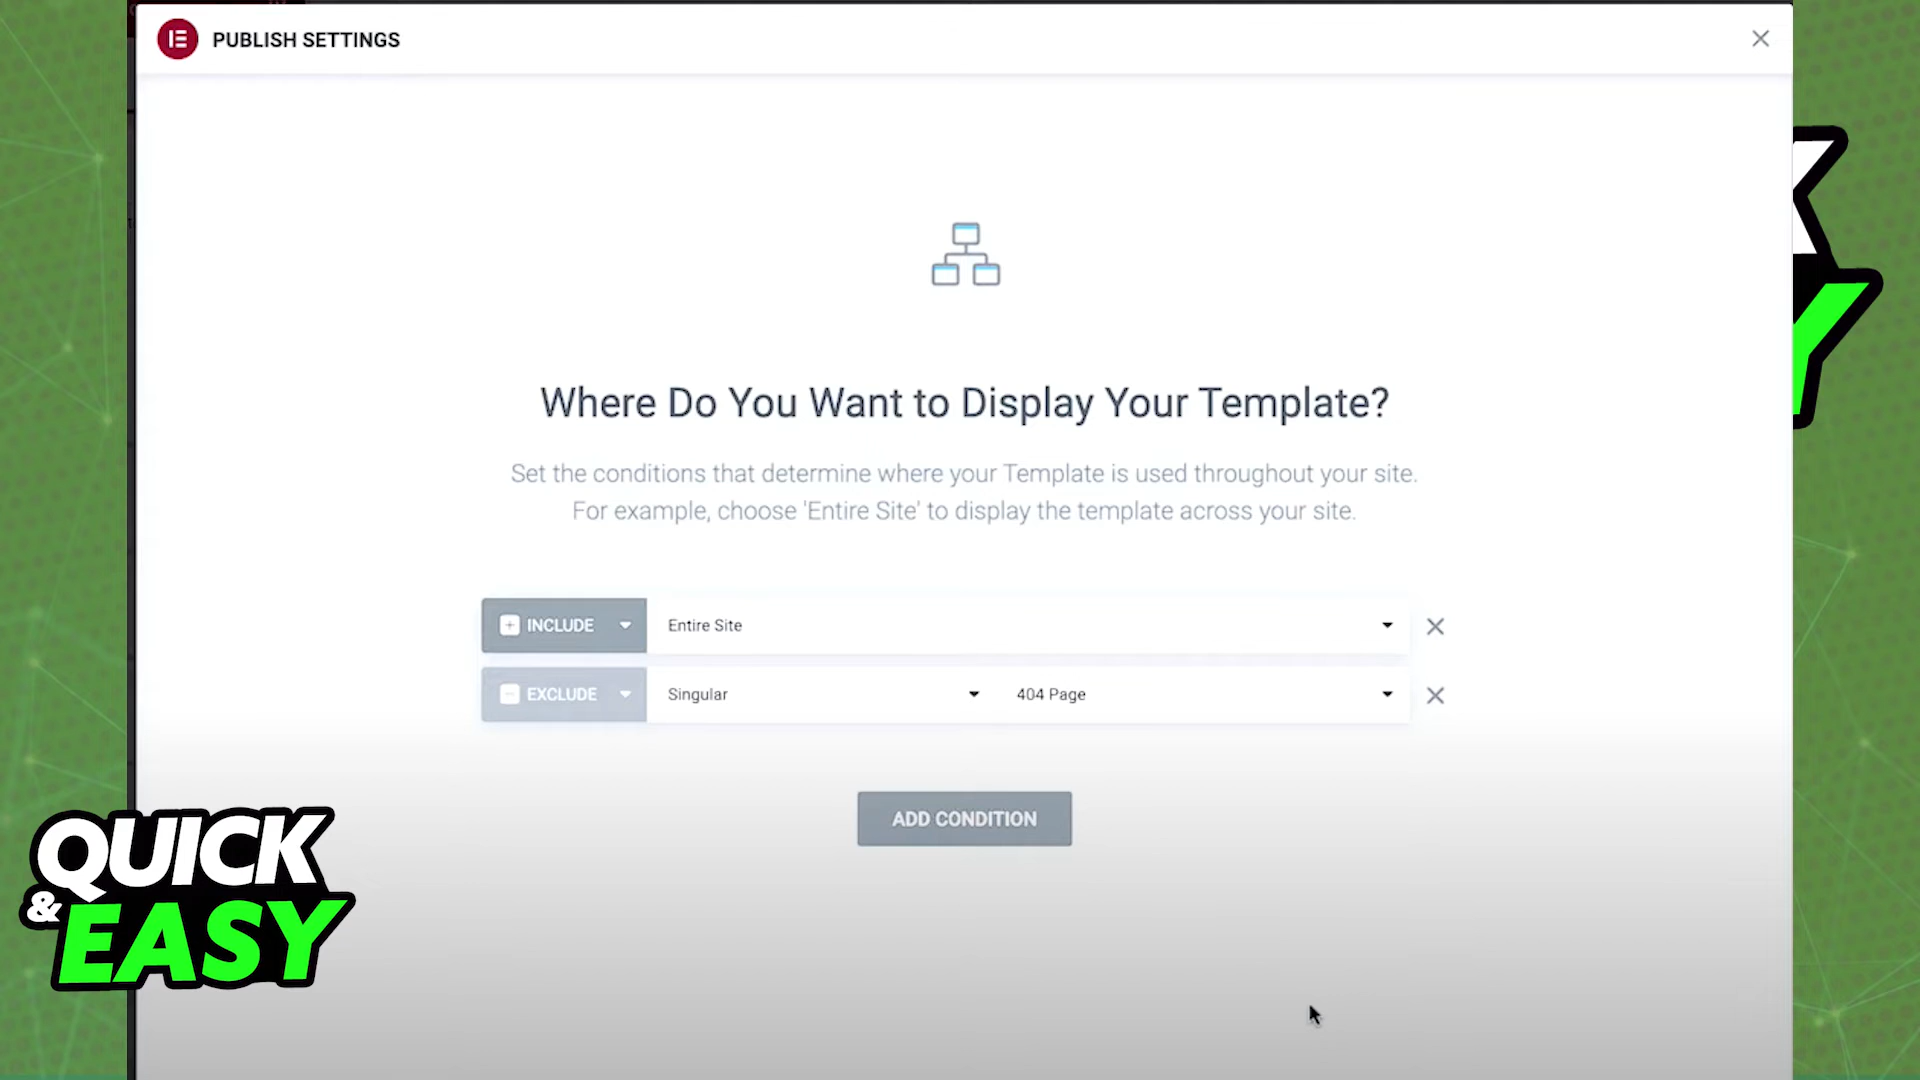 PUBLISH SETTINGS
Where Do You Want to Display Your Template?
Set the conditions that determine where your Template is used throughout your site.
For example, choose 'Entire Site' to display the template across your site.
INCLUDE Entire Site
EXCLUDE Singular 404 Page
ADD CONDITION
QUICK
& EASY
K
Y